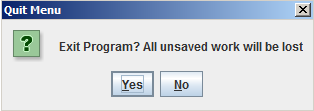 Quit Menu
? Exit Program? All unsaved work will be lost
Yes No